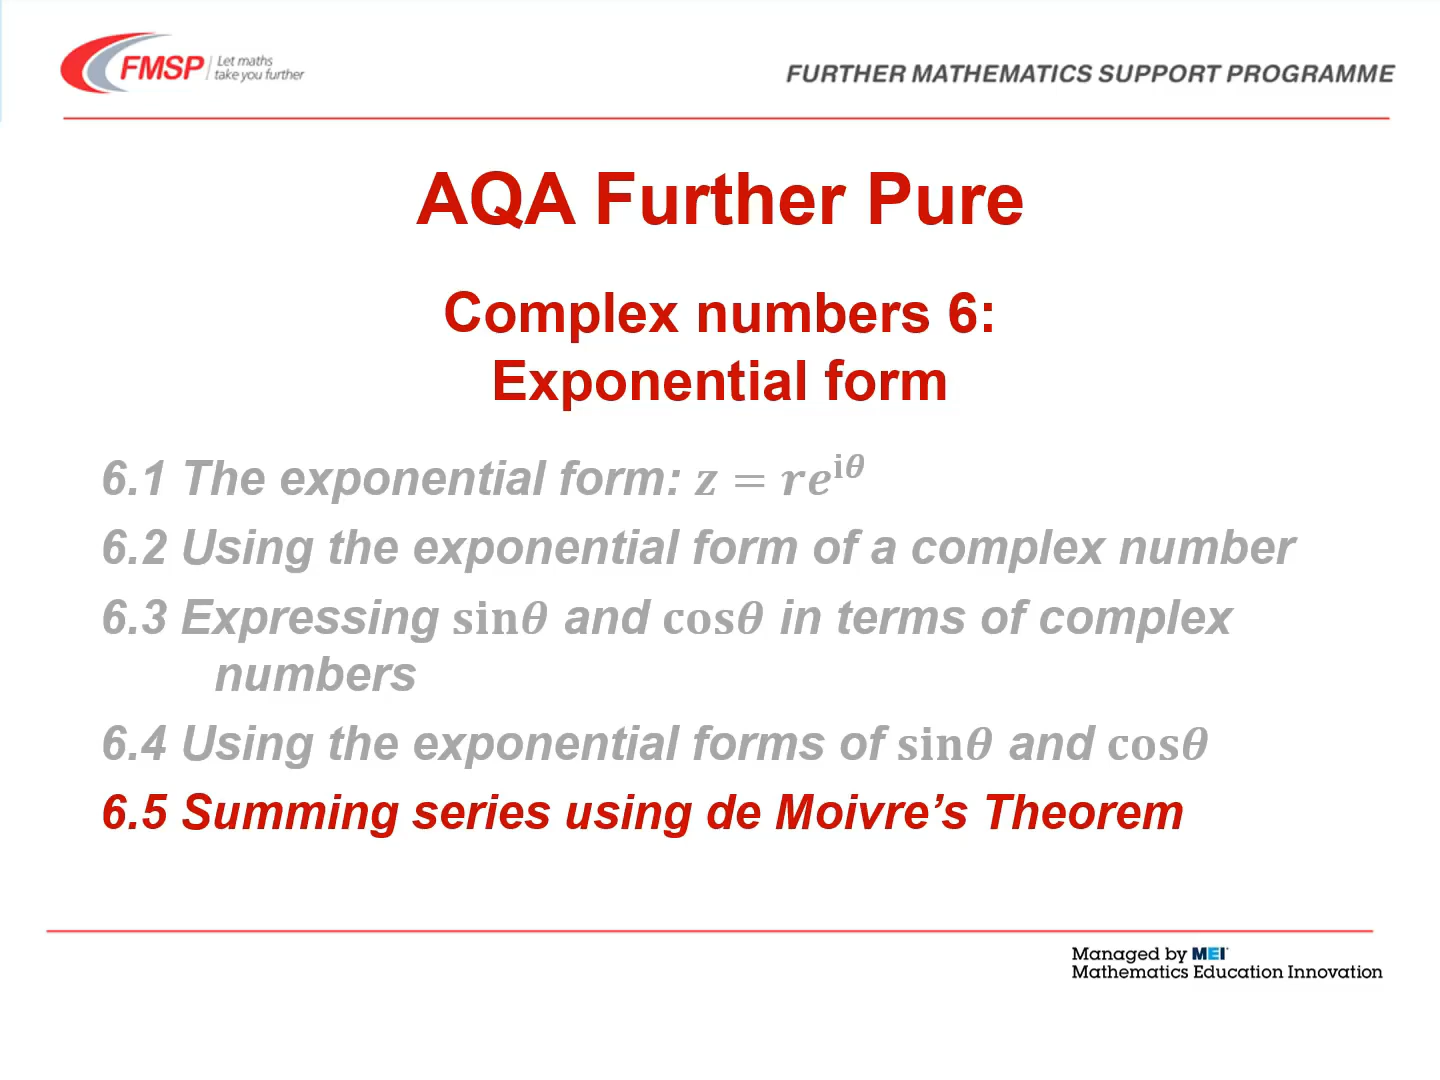 FMSP Let maths
take you further
FURTHER MATHEMATICS SUPPORT PROGRAMME
AQA Further Pure
Complex numbers 6:
Exponential form
6.1 The exponential form: z = re^{iθ}
6.2 Using the exponential form of a complex number
6.3 Expressing sinθ and cosθ in terms of complex
numbers
6.4 Using the exponential forms of sinθ and cosθ
6.5 Summing series using de Moivre’s Theorem
Managed by MEI
Mathematics Education Innovation